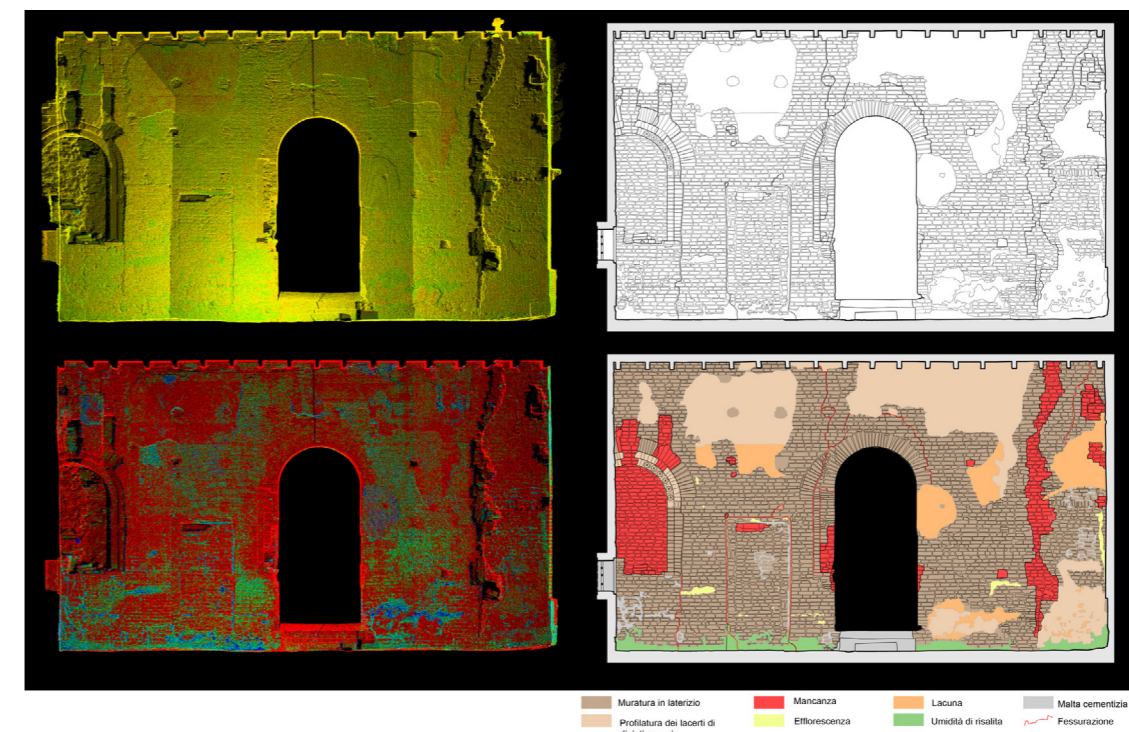 Muratura in laterizio
Mancanza
Lacuna
Malta cementizia
Profilatura dei lacerti di
Efflorescenza
Umidità di risalita
Fessurazione